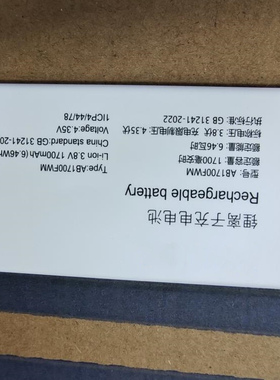 锂离子充电电池
Rechargeable battery
型号: AB1700FWM
额定容量: 1700毫安时
额定能量: 6.46瓦时
标称电压: 3.8伏 充电限制电压: 4.35伏
执行标准: GB 31241-2022
Type:AB1700FWM
Li-ion 3.8V 1700mAh (6.46Wh
China standard:GB 31241-20
Voltage:4.35V
1ICP4/44/78